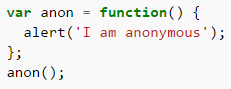 var anon = function() {
  alert('I am anonymous');
};
anon();